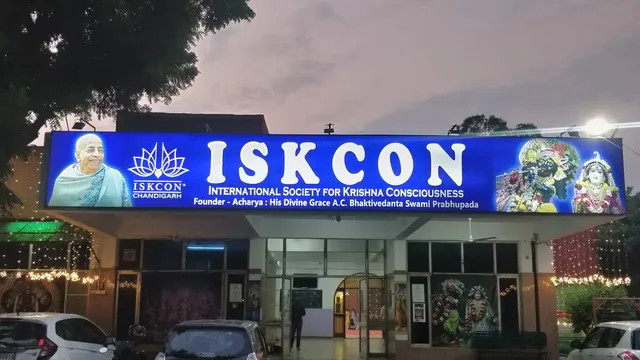 ISKCON
INTERNATIONAL SOCIETY FOR KRISHNA CONSCIOUSNESS
Founder - Acharya : His Divine Grace A.C. Bhaktivedanta Swami Prabhupada
ISKCON®
CHANDIGARH